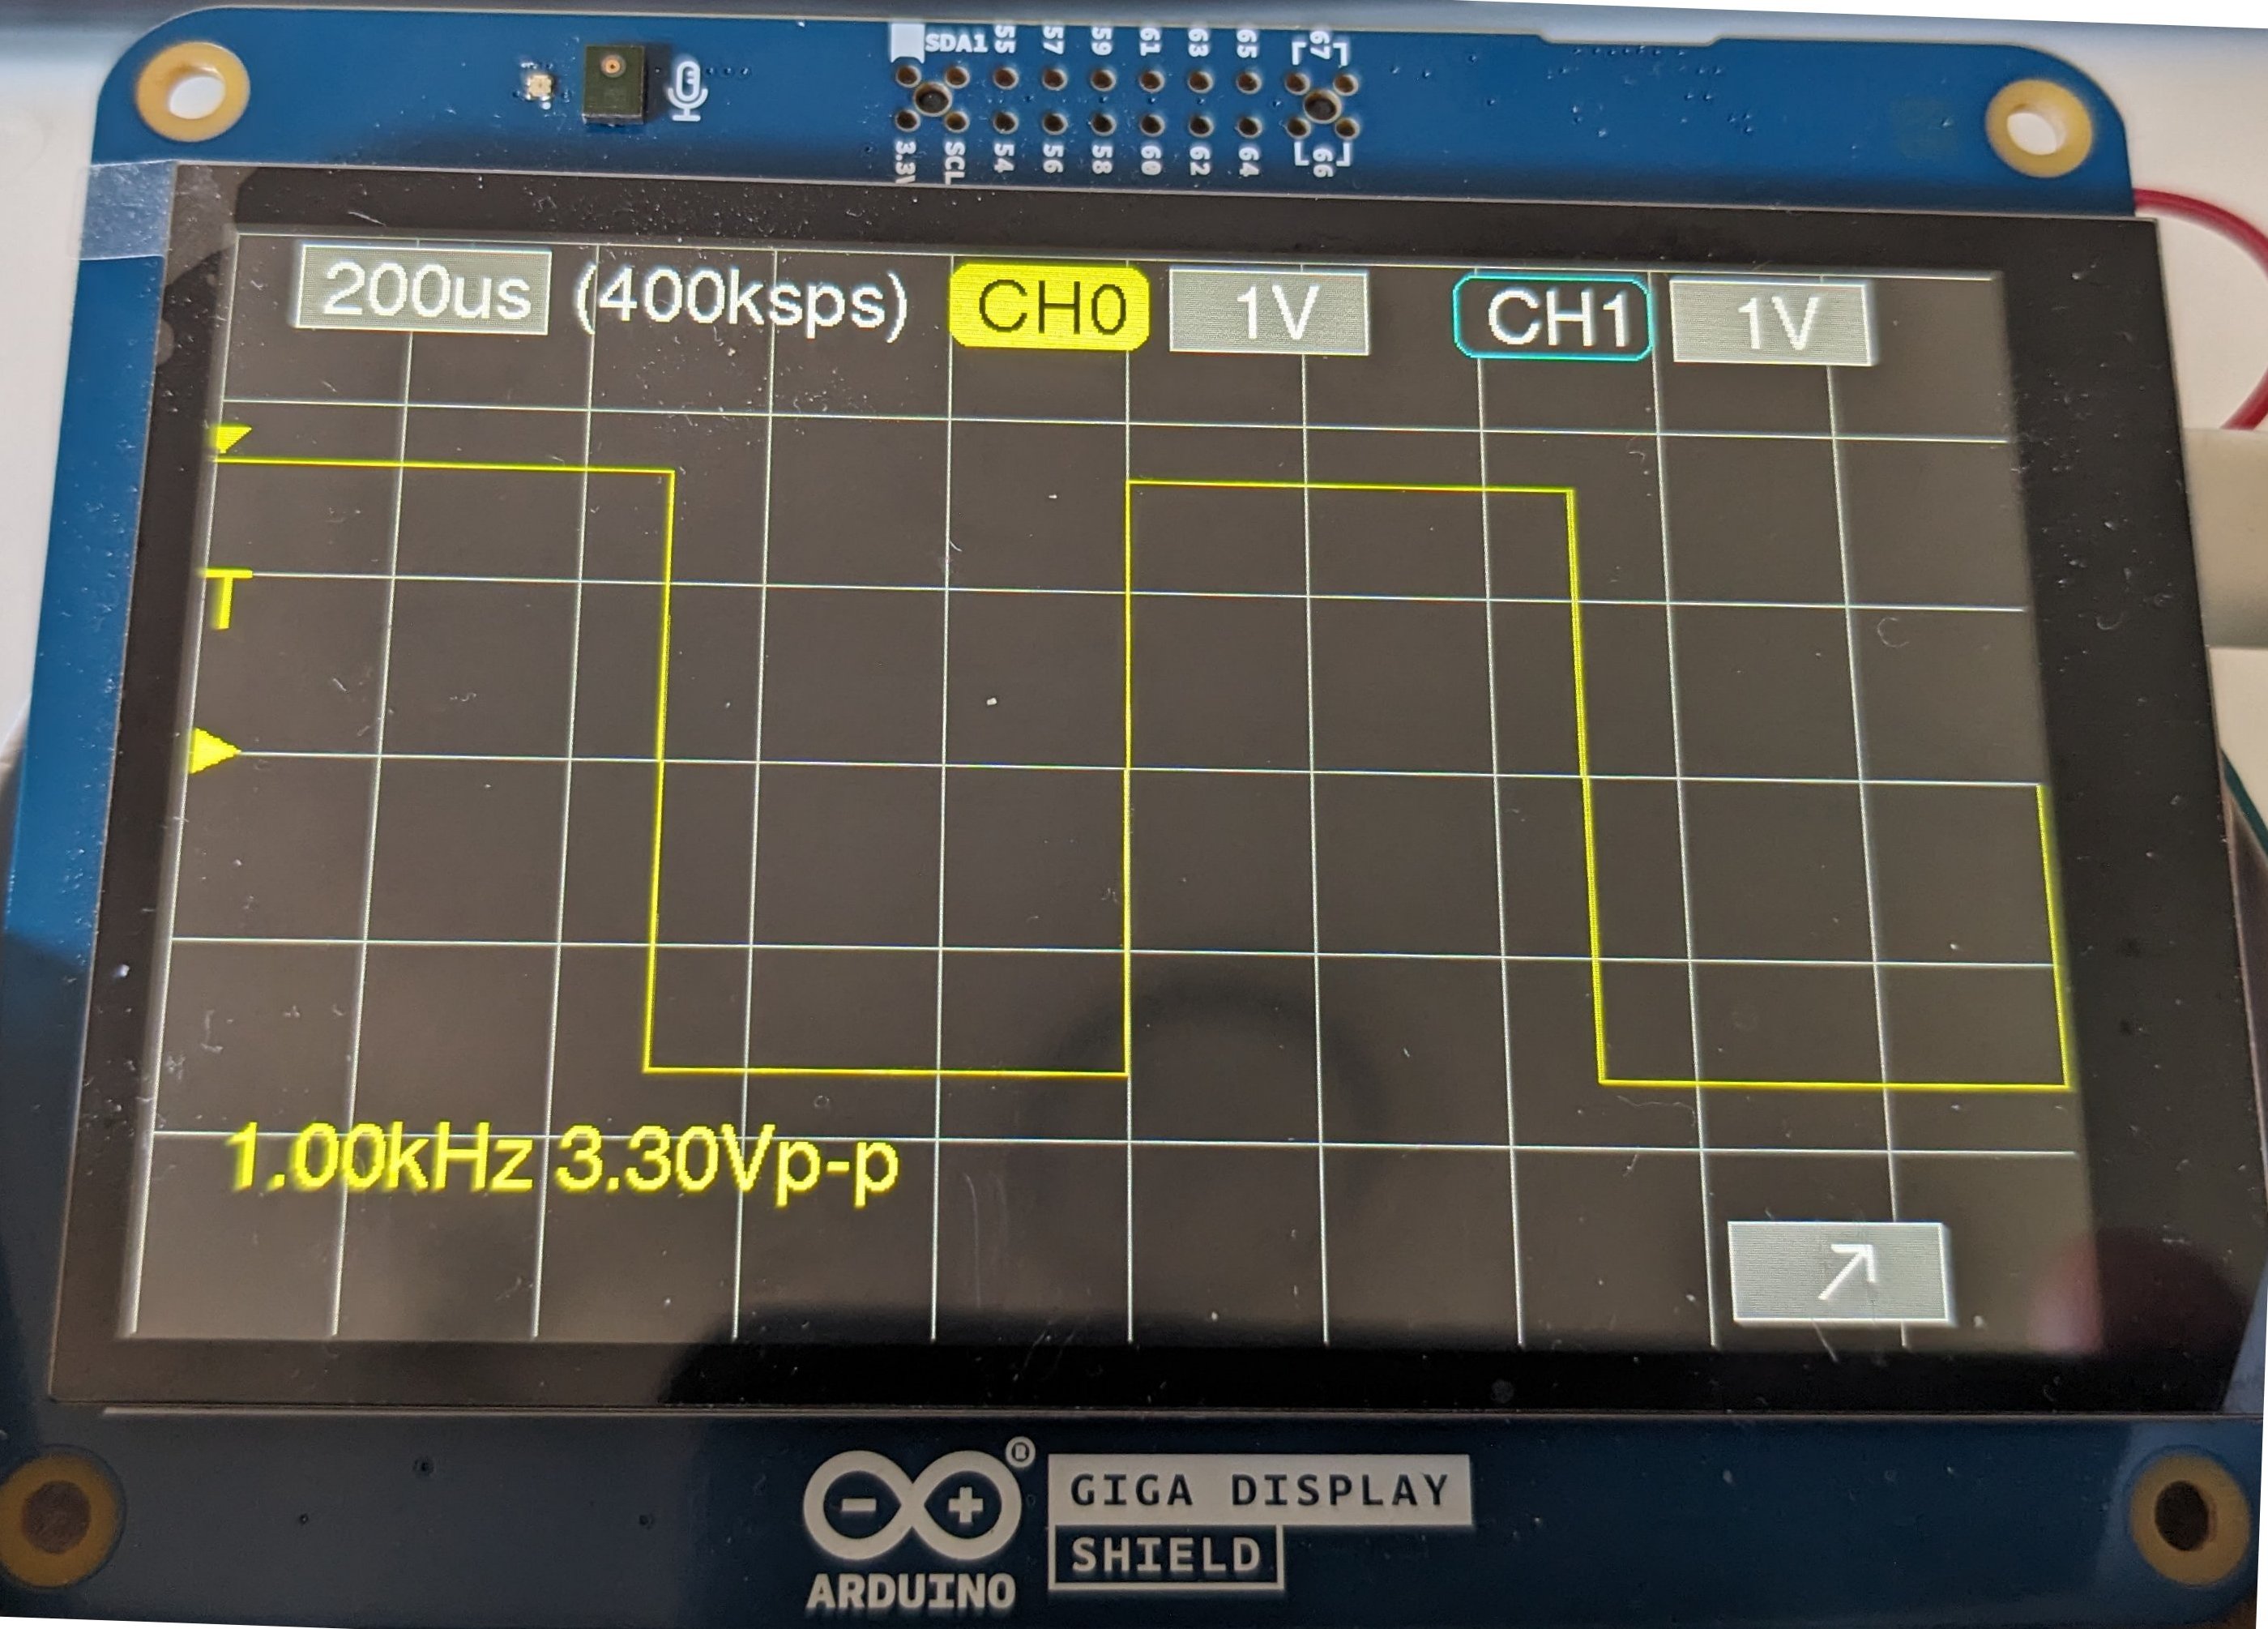 SDA1 55 57 59 61 63 65 67
3.3V SCL 54 56 58 60 62 64 66
200us (400ksps) CH0 1V CH1 1V
T
1.00kHz 3.30Vp-p
GIGA DISPLAY
SHIELD
ARDUINO